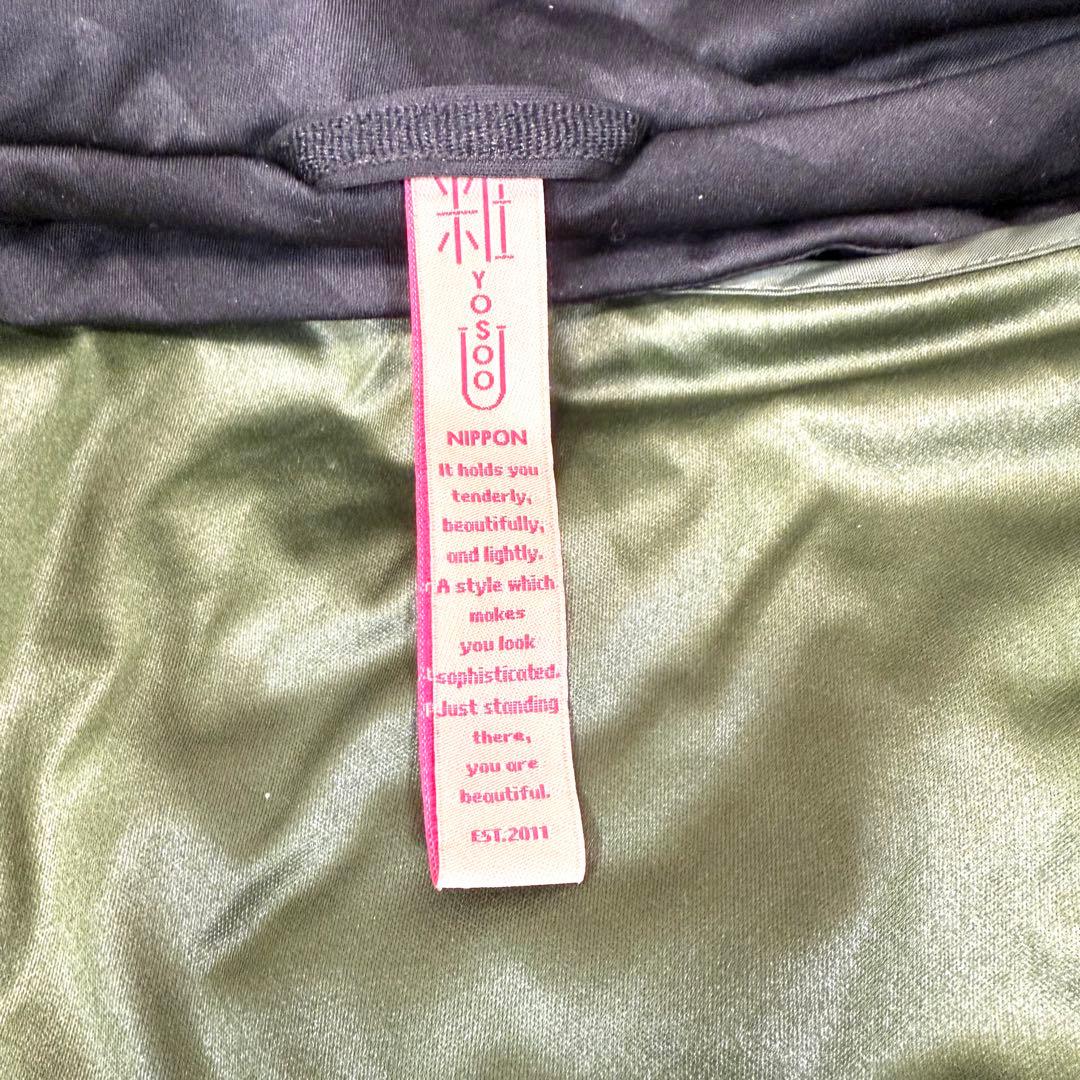 YOSOO
NIPPON
It holds you
tenderly,
beautifully,
and lightly.
A style which
makes
you look
sophisticated.
Just standing
there,
you are
beautiful.
EST.2011